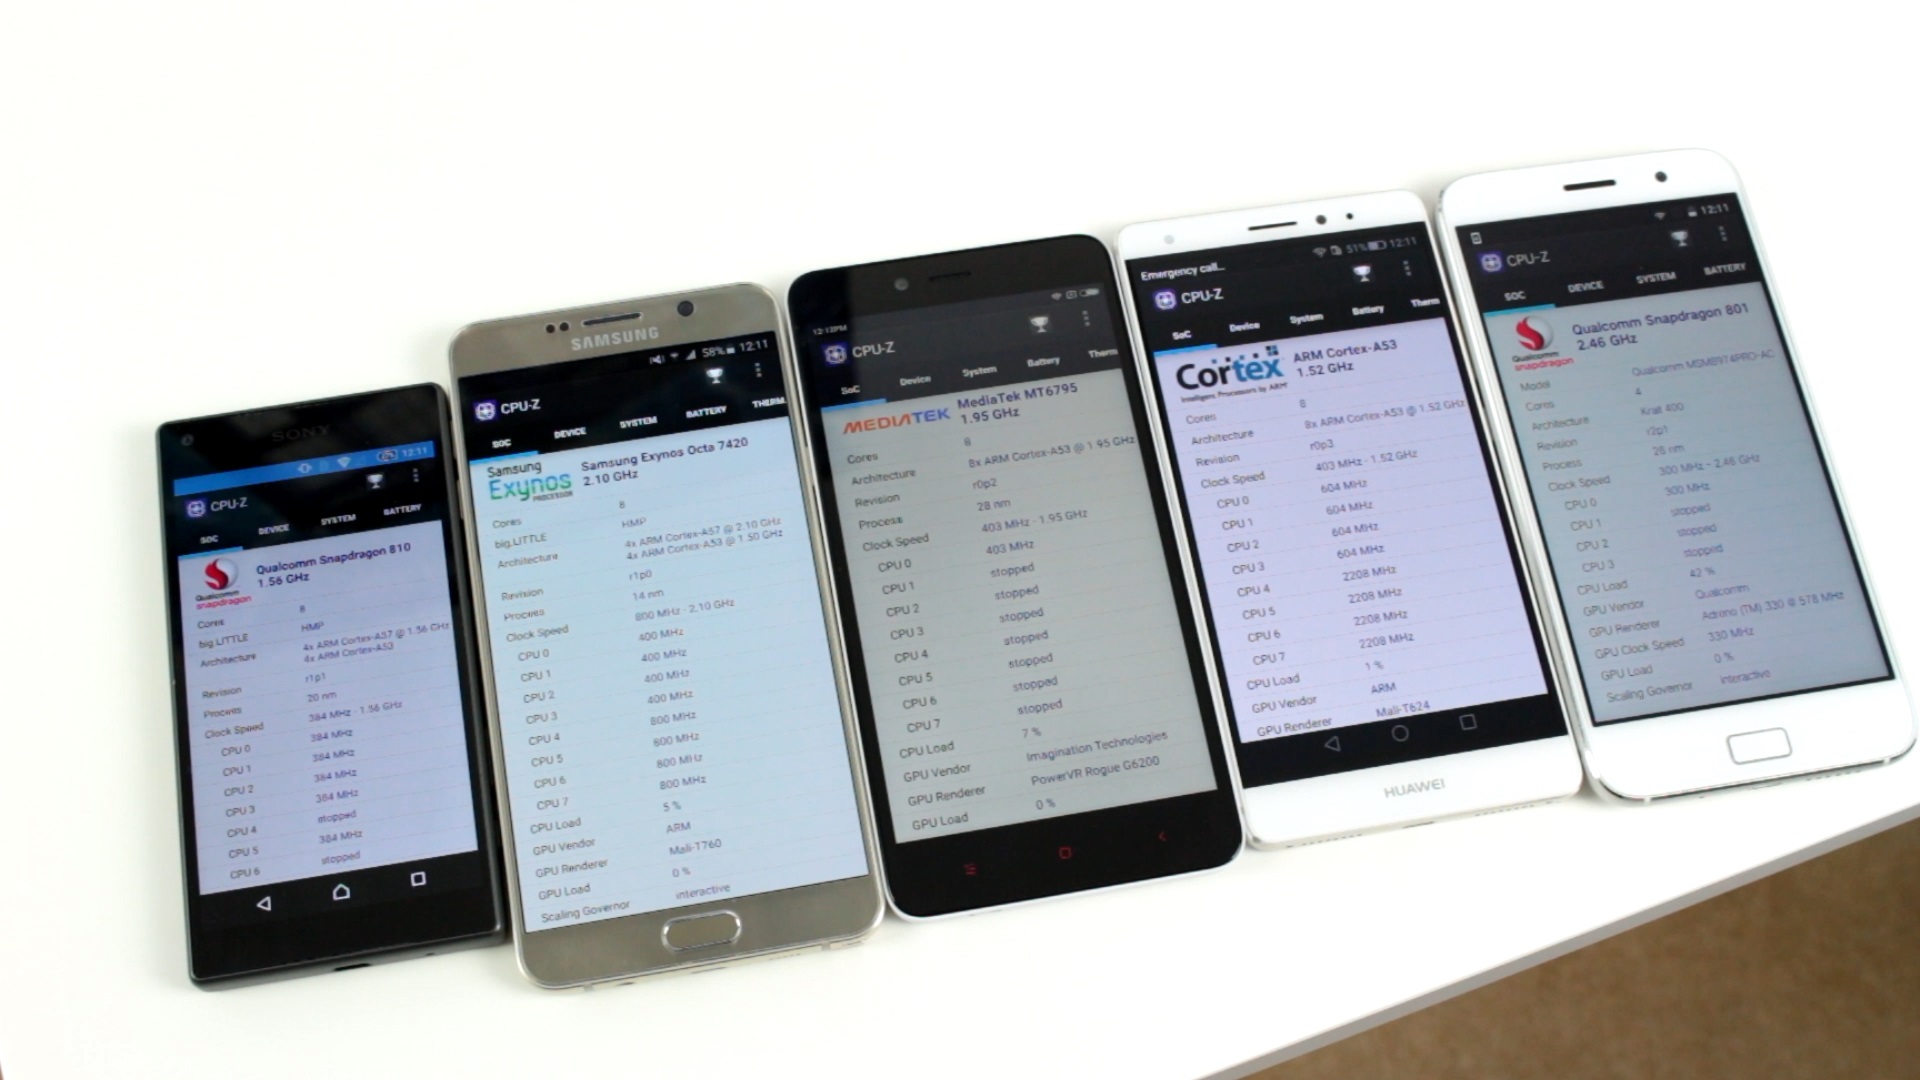 SONY
12:11
CPU-Z
SOC DEVICE SYSTEM BATTERY
Qualcomm snapdragon
Qualcomm Snapdragon 810
1.56 GHz
Cores 8
big.LITTLE HMP
Architecture 4x ARM Cortex-A57 @ 1.56 GHz
4x ARM Cortex-A53
Revision r1p1
Process 20 nm
Clock Speed 384 MHz - 1.56 GHz
CPU 0 384 MHz
CPU 1 384 MHz
CPU 2 384 MHz
CPU 3 384 MHz
CPU 4 stopped
CPU 5 384 MHz
CPU 6 stopped
SAMSUNG
58% 12:11
CPU-Z
SOC DEVICE SYSTEM BATTERY THERM
Samsung
Exynos
PROCESSOR
Samsung Exynos Octa 7420
2.10 GHz
Cores 8
big.LITTLE HMP
Architecture 4x ARM Cortex-A57 @ 2.10 GHz
4x ARM Cortex-A53 @ 1.50 GHz
Revision r1p0
Process 14 nm
Clock Speed 800 MHz - 2.10 GHz
CPU 0 400 MHz
CPU 1 400 MHz
CPU 2 400 MHz
CPU 3 400 MHz
CPU 4 800 MHz
CPU 5 800 MHz
CPU 6 800 MHz
CPU 7 800 MHz
CPU Load 5 %
GPU Vendor ARM
GPU Renderer Mali-T760
GPU Load 0 %
Scaling Governor interactive
12:12PM
CPU-Z
SoC Device System Battery Therm
MEDIATEK
MediaTek MT6795
1.95 GHz
Cores 8
Architecture 8x ARM Cortex-A53 @ 1.95 GHz
Revision r0p2
Process 28 nm
Clock Speed 403 MHz - 1.95 GHz
CPU 0 403 MHz
CPU 1 stopped
CPU 2 stopped
CPU 3 stopped
CPU 4 stopped
CPU 5 stopped
CPU 6 stopped
CPU 7 stopped
CPU Load 7 %
GPU Vendor Imagination Technologies
GPU Renderer PowerVR Rogue G6200
GPU Load 0 %
Emergency call... 51% 12:11
CPU-Z
SoC Device System Battery Therm
Cortex
Intelligent Processors by ARM
ARM Cortex-A53
1.52 GHz
Cores 8
Architecture 8x ARM Cortex-A53 @ 1.52 GHz
Revision r0p3
Clock Speed 403 MHz - 1.52 GHz
CPU 0 604 MHz
CPU 1 604 MHz
CPU 2 604 MHz
CPU 3 604 MHz
CPU 4 2208 MHz
CPU 5 2208 MHz
CPU 6 2208 MHz
CPU 7 2208 MHz
CPU Load 1 %
GPU Vendor ARM
GPU Renderer Mali-T624
HUAWEI
12:11
CPU-Z
SOC DEVICE SYSTEM BATTERY
Qualcomm snapdragon
Qualcomm Snapdragon 801
2.46 GHz
Model Qualcomm MSM8974PRO-AC
Cores 4
Architecture Krait 400
Revision r2p1
Process 28 nm
Clock Speed 300 MHz - 2.46 GHz
CPU 0 300 MHz
CPU 1 stopped
CPU 2 stopped
CPU 3 stopped
CPU Load 42 %
GPU Vendor Qualcomm
GPU Renderer Adreno (TM) 330 @ 578 MHz
GPU Clock Speed 330 MHz
GPU Load 0 %
Scaling Governor interactive